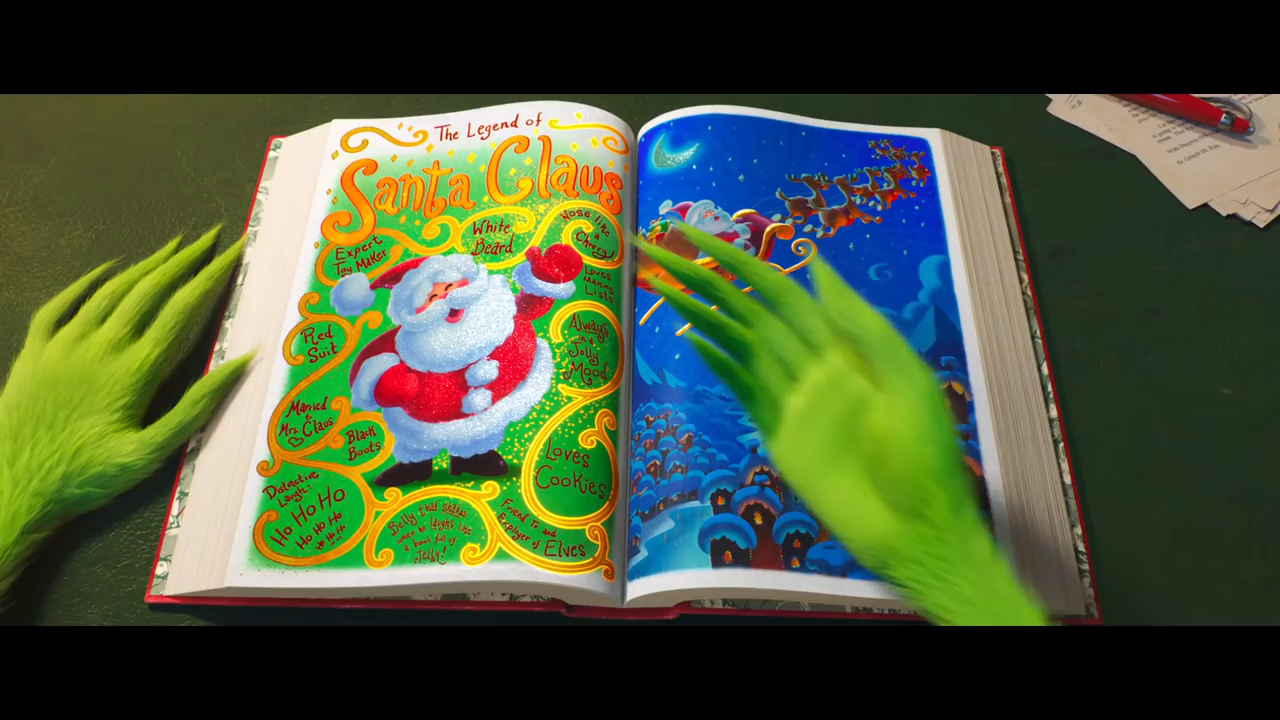 The Legend of
Santa Claus
Expert
Toy Maker
White
Beard
Nose like
a
Cherry
Loves
Making
Lists
Red
Suit
Always
in a
Jolly
Mood
Married
to
Mrs Claus
Black
Boots
Loves
Cookies
Distinctive
Laugh:
Ho Ho Ho
Ho Ho Ho
Ho Ho Ho
Belly that shakes
when he laughs like
a bowl full of
Jelly!
Friend To and
Employer of
Elves